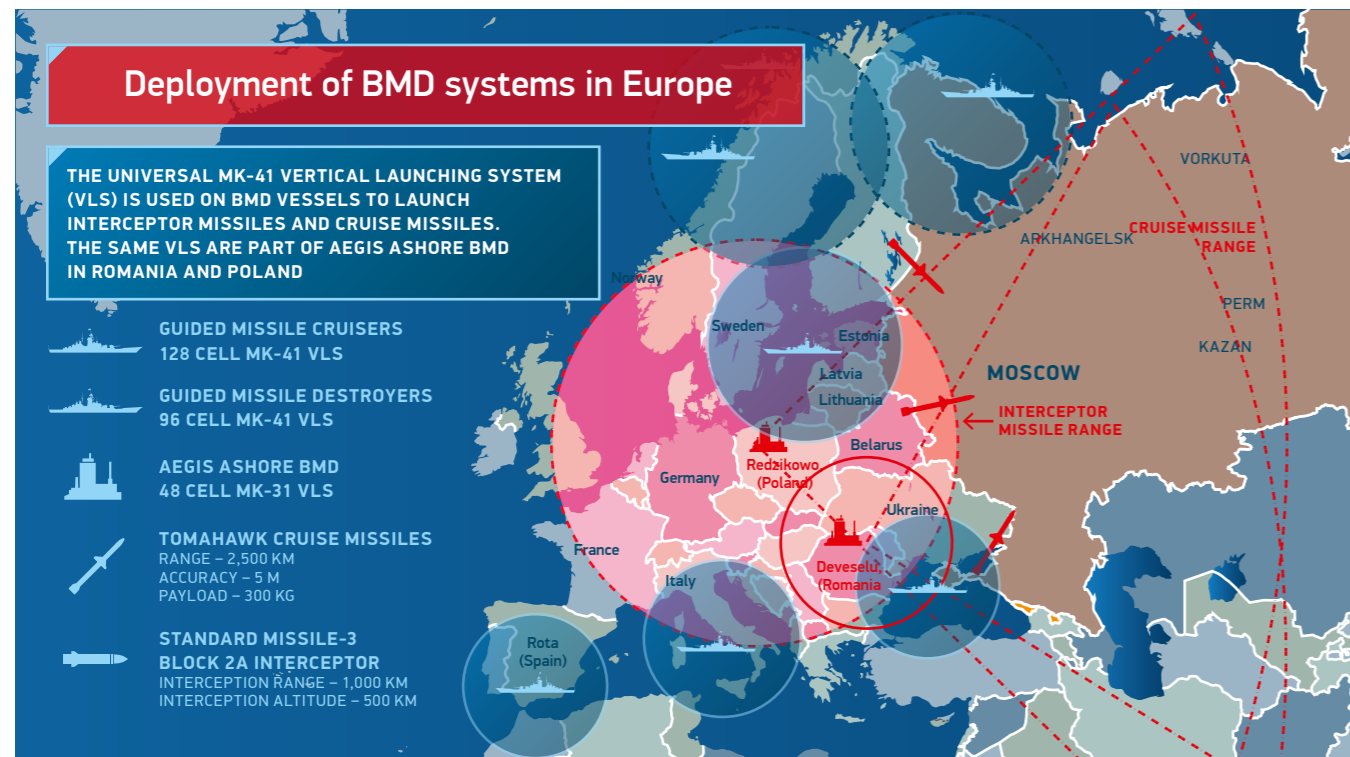 Deployment of BMD systems in Europe
THE UNIVERSAL MK-41 VERTICAL LAUNCHING SYSTEM
(VLS) IS USED ON BMD VESSELS TO LAUNCH
INTERCEPTOR MISSILES AND CRUISE MISSILES.
THE SAME VLS ARE PART OF AEGIS ASHORE BMD
IN ROMANIA AND POLAND
GUIDED MISSILE CRUISERS
128 CELL MK-41 VLS
GUIDED MISSILE DESTROYERS
96 CELL MK-41 VLS
AEGIS ASHORE BMD
48 CELL MK-31 VLS
TOMAHAWK CRUISE MISSILES
RANGE – 2,500 KM
ACCURACY – 5 M
PAYLOAD – 300 KG
STANDARD MISSILE-3
BLOCK 2A INTERCEPTOR
INTERCEPTION RANGE – 1,000 KM
INTERCEPTION ALTITUDE – 500 KM
VORKUTA
ARKHANGELSK
CRUISE MISSILE
RANGE
Norway
PERM
Sweden
Estonia
KAZAN
Latvia
MOSCOW
Lithuania
INTERCEPTOR
MISSILE RANGE
Belarus
Redzikowo
(Poland)
Germany
Ukraine
France
Deveselu,
(Romania
Italy
Rota
(Spain)